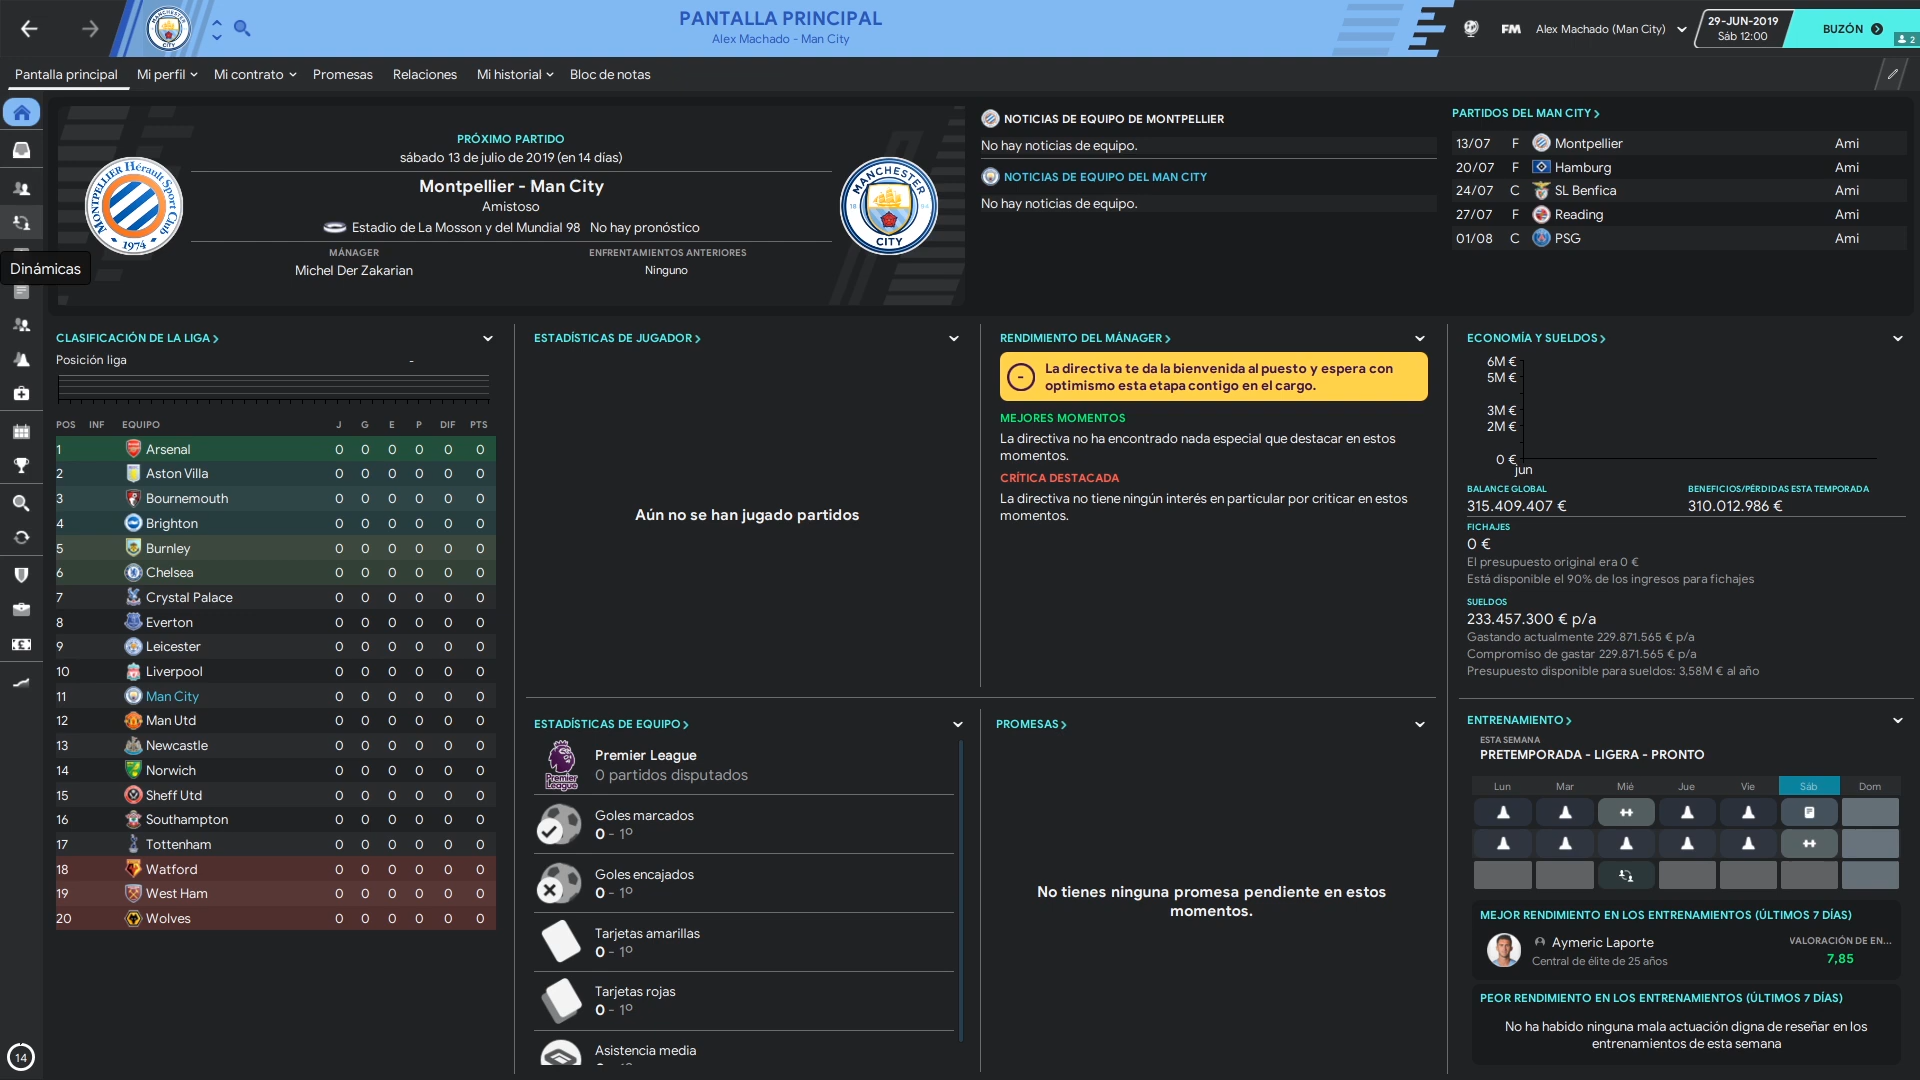 PANTALLA PRINCIPAL
Alex Machado - Man City
FM
Alex Machado (Man City)
29-JUN-2019
Sáb 12:00
BUZÓN
2
Pantalla principal
Mi perfil
Mi contrato
Promesas
Relaciones
Mi historial
Bloc de notas
Dinámicas
14
MONTPELLIER Hérault Sport Club
1974
PRÓXIMO PARTIDO
sábado 13 de julio de 2019 (en 14 días)
Montpellier - Man City
Amistoso
Estadio de La Mosson y del Mundial 98 No hay pronóstico
MÁNAGER
Michel Der Zakarian
ENFRENTAMIENTOS ANTERIORES
Ninguno
MANCHESTER
18 94
CITY
NOTICIAS DE EQUIPO DE MONTPELLIER
No hay noticias de equipo.
NOTICIAS DE EQUIPO DEL MAN CITY
No hay noticias de equipo.
PARTIDOS DEL MAN CITY
13/07 F Montpellier Ami
20/07 F Hamburg Ami
24/07 C SL Benfica Ami
27/07 F Reading Ami
01/08 C PSG Ami
CLASIFICACIÓN DE LA LIGA
Posición liga -
POS INF EQUIPO J G E P DIF PTS
1 Arsenal 0 0 0 0 0 0
2 Aston Villa 0 0 0 0 0 0
3 Bournemouth 0 0 0 0 0 0
4 Brighton 0 0 0 0 0 0
5 Burnley 0 0 0 0 0 0
6 Chelsea 0 0 0 0 0 0
7 Crystal Palace 0 0 0 0 0 0
8 Everton 0 0 0 0 0 0
9 Leicester 0 0 0 0 0 0
10 Liverpool 0 0 0 0 0 0
11 Man City 0 0 0 0 0 0
12 Man Utd 0 0 0 0 0 0
13 Newcastle 0 0 0 0 0 0
14 Norwich 0 0 0 0 0 0
15 Sheff Utd 0 0 0 0 0 0
16 Southampton 0 0 0 0 0 0
17 Tottenham 0 0 0 0 0 0
18 Watford 0 0 0 0 0 0
19 West Ham 0 0 0 0 0 0
20 Wolves 0 0 0 0 0 0
ESTADÍSTICAS DE JUGADOR
Aún no se han jugado partidos
ESTADÍSTICAS DE EQUIPO
Premier League
Premier League
0 partidos disputados
Goles marcados
0 - 1º
Goles encajados
0 - 1º
Tarjetas amarillas
0 - 1º
Tarjetas rojas
0 - 1º
Asistencia media
RENDIMIENTO DEL MÁNAGER
La directiva te da la bienvenida al puesto y espera con
optimismo esta etapa contigo en el cargo.
MEJORES MOMENTOS
La directiva no ha encontrado nada especial que destacar en estos
momentos.
CRÍTICA DESTACADA
La directiva no tiene ningún interés en particular por criticar en estos
momentos.
PROMESAS
No tienes ninguna promesa pendiente en estos
momentos.
ECONOMÍA Y SUELDOS
6M €
5M €
3M €
2M €
0 €
jun
BALANCE GLOBAL
315.409.407 €
BENEFICIOS/PÉRDIDAS ESTA TEMPORADA
310.012.986 €
FICHAJES
0 €
El presupuesto original era 0 €
Está disponible el 90% de los ingresos para fichajes
SUELDOS
233.457.300 € p/a
Gastando actualmente 229.871.565 € p/a
Compromiso de gastar 229.871.565 € p/a
Presupuesto disponible para sueldos: 3,58M € al año
ENTRENAMIENTO
ESTA SEMANA
PRETEMPORADA - LIGERA - PRONTO
Lun Mar Mié Jue Vie Sáb Dom
MEJOR RENDIMIENTO EN LOS ENTRENAMIENTOS (ÚLTIMOS 7 DÍAS)
Aymeric Laporte
Central de élite de 25 años
VALORACIÓN DE EN...
7,85
PEOR RENDIMIENTO EN LOS ENTRENAMIENTOS (ÚLTIMOS 7 DÍAS)
No ha habido ninguna mala actuación digna de reseñar en los
entrenamientos de esta semana